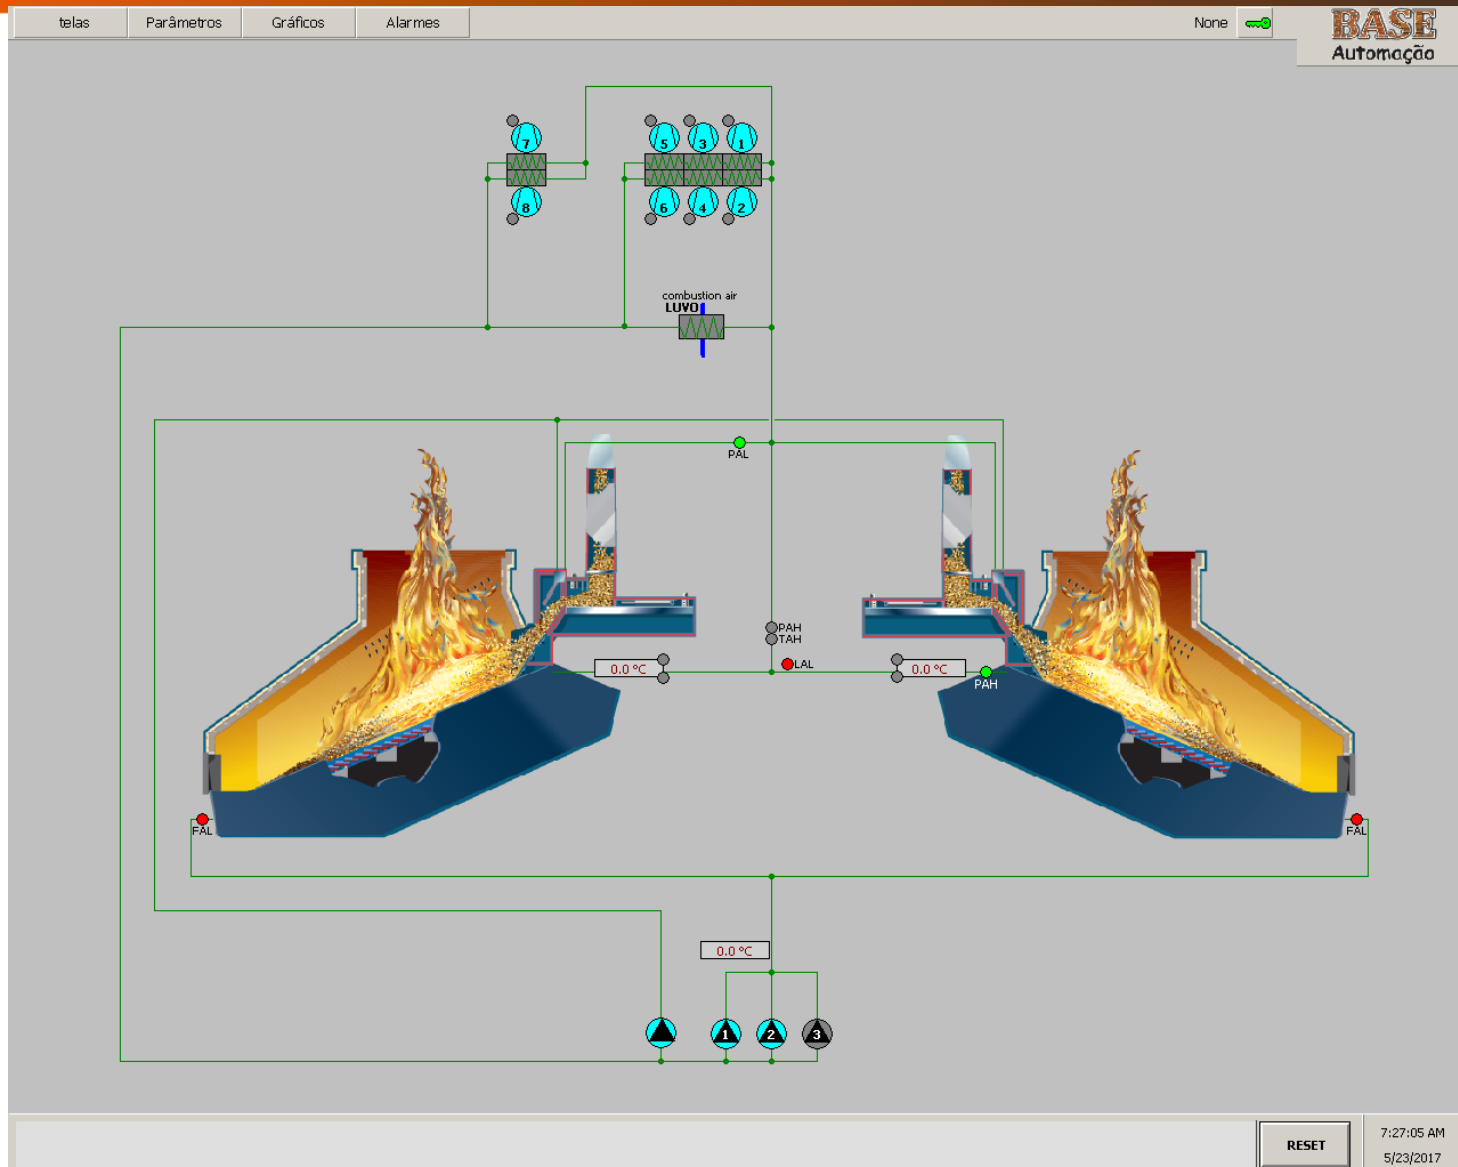 telas
Parâmetros
Gráficos
Alarmes
None
BASE
Automação
7
5
3
1
8
6
4
2
combustion air
LUVO
PAL
PAH
TAH
LAL
0.0 °C
0.0 °C
PAH
FAL
FAL
0.0 °C
1
2
3
RESET
7:27:05 AM
5/23/2017